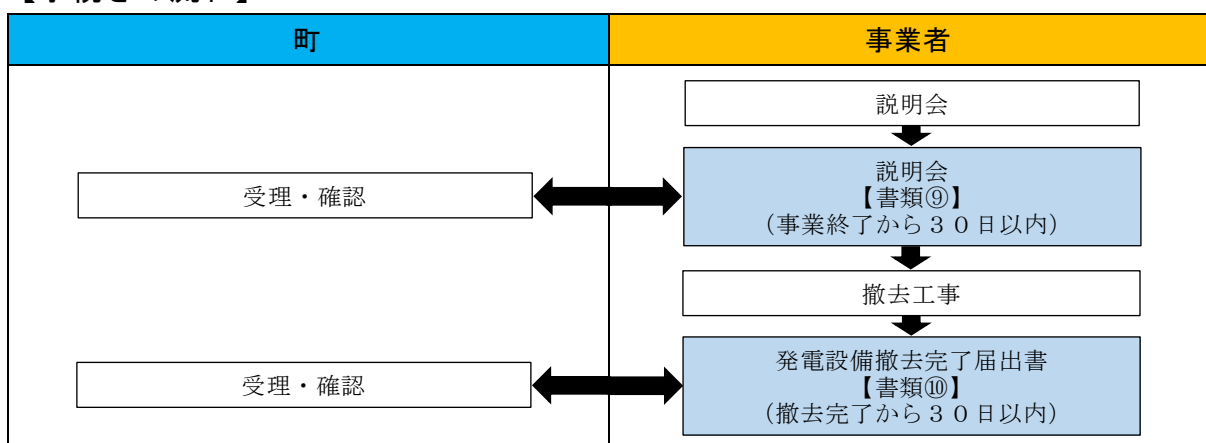 町
事業者
説明会
説明会
【書類⑨】
（事業終了から３０日以内）
受理・確認
撤去工事
発電設備撤去完了届出書
【書類⑩】
（撤去完了から３０日以内）
受理・確認